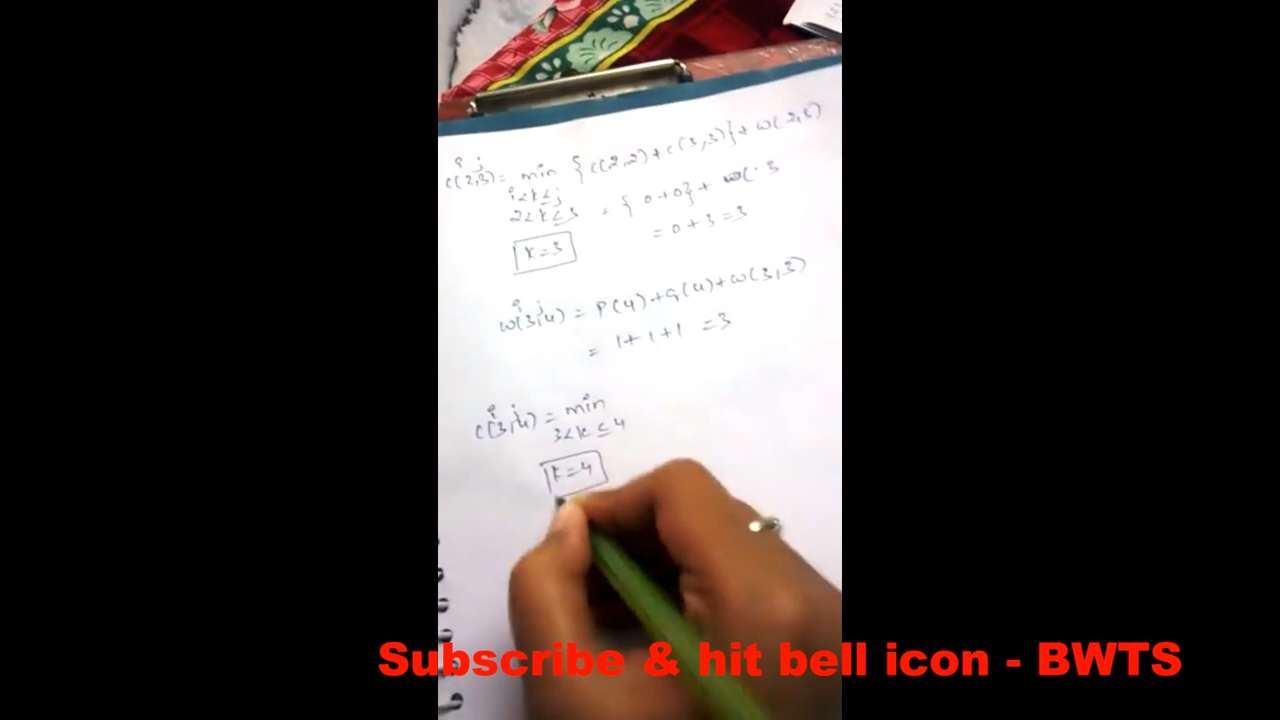 i j
c(2,3) = min {c(2,2)+c(3,3)}+w(2,3)
i<k≤j
2<k≤3 = {0+0}+ 3
k=3 = 0+3=3
i j
w(3,4) = P(4)+q(4)+w(3,3)
= 1+1+1 =3
i j
c(3,4) = min
3<k≤4
k=4
Subscribe & hit bell icon - BWTS